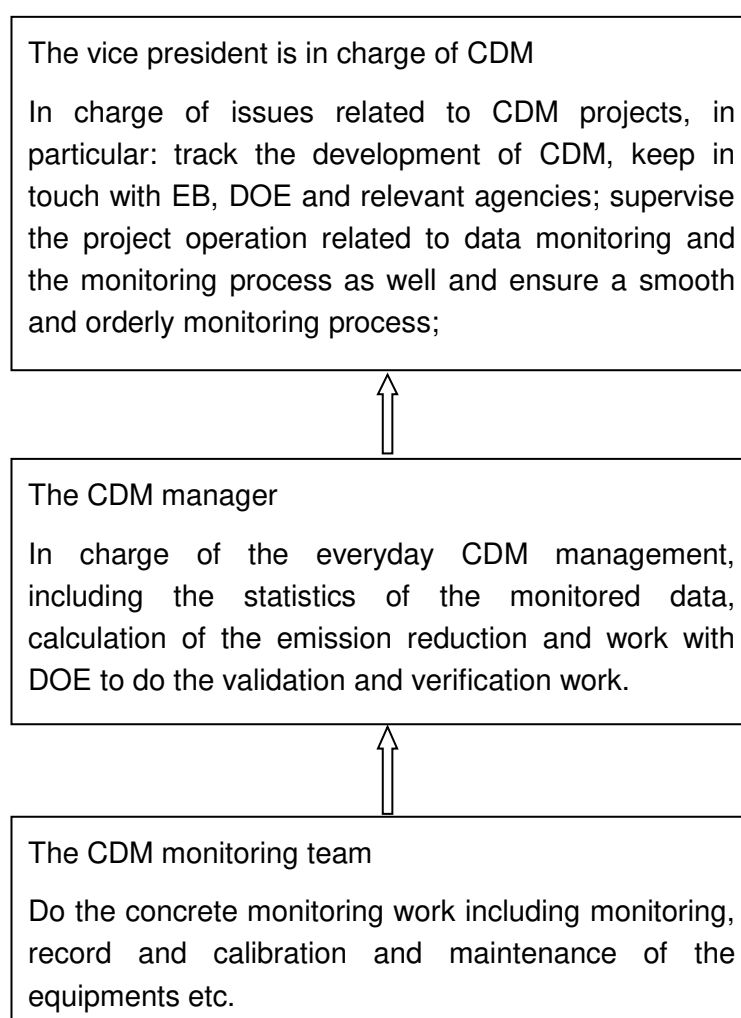 The vice president is in charge of CDM
In charge of issues related to CDM projects, in
particular: track the development of CDM, keep in
touch with EB, DOE and relevant agencies; supervise
the project operation related to data monitoring and
the monitoring process as well and ensure a smooth
and orderly monitoring process;
The CDM manager
In charge of the everyday CDM management,
including the statistics of the monitored data,
calculation of the emission reduction and work with
DOE to do the validation and verification work.
The CDM monitoring team
Do the concrete monitoring work including monitoring,
record and calibration and maintenance of the
equipments etc.